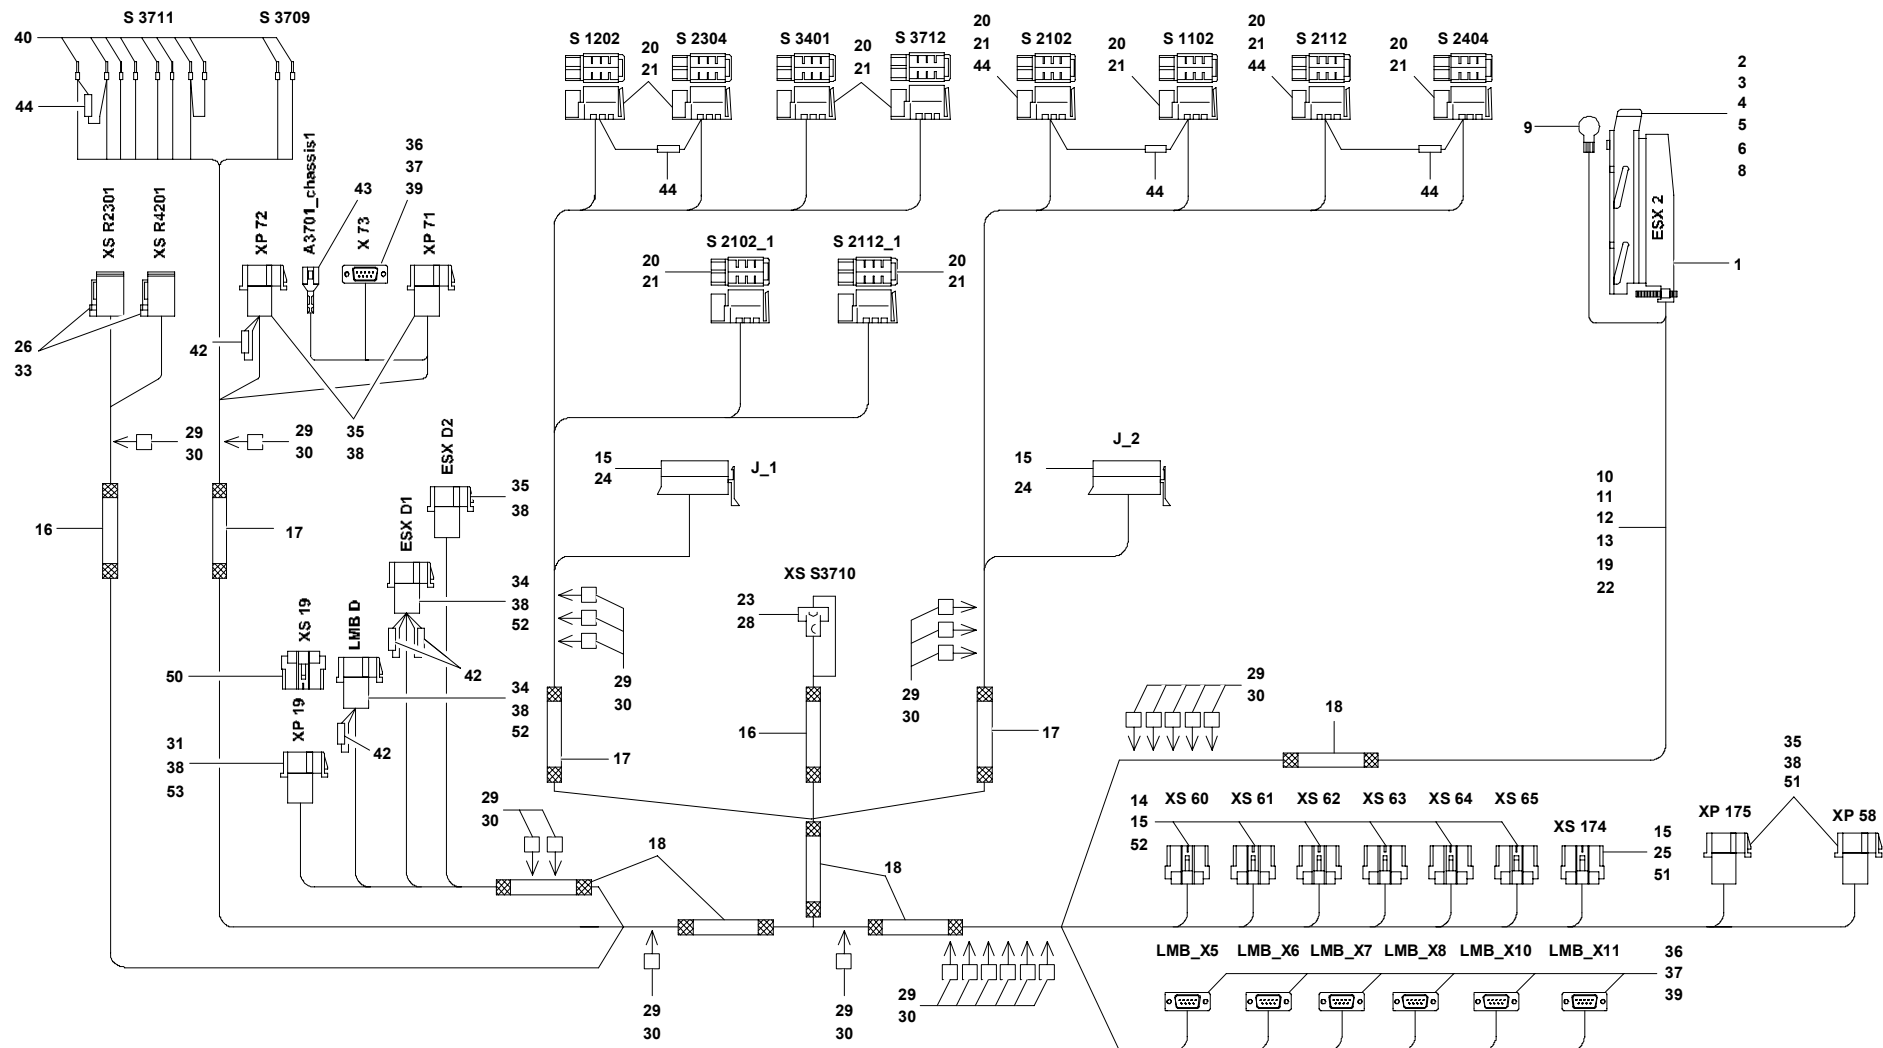 S 3711
S 3709
40
44
S 1202
20
21
S 2304
S 3401
20
21
S 3712
44
20
21
44
S 2102
20
21
S 1102
44
20
21
44
S 2112
20
21
S 2404
44
2
3
4
5
6
8
9
ESX 2
1
XS R2301
XS R4201
XP 72
A3701_chassis1
43
X 73
36
37
39
XP 71
26
33
42
35
38
29
30
29
30
16
17
S 2102_1
20
21
S 2112_1
20
21
15
24
J_1
15
24
J_2
10
11
12
13
19
22
ESX D2
35
38
ESX D1
34
38
52
42
XS 19
50
LMB D
34
38
52
42
XP 19
31
38
53
XS S3710
23
28
29
30
29
30
17
16
17
29
30
18
29
30
18
18
29
30
29
30
29
30
18
14
15
52
XS 60
XS 61
XS 62
XS 63
XS 64
XS 65
XS 174
15
25
51
XP 175
35
38
51
XP 58
LMB_X5
LMB_X6
LMB_X7
LMB_X8
LMB_X10
LMB_X11
36
37
39